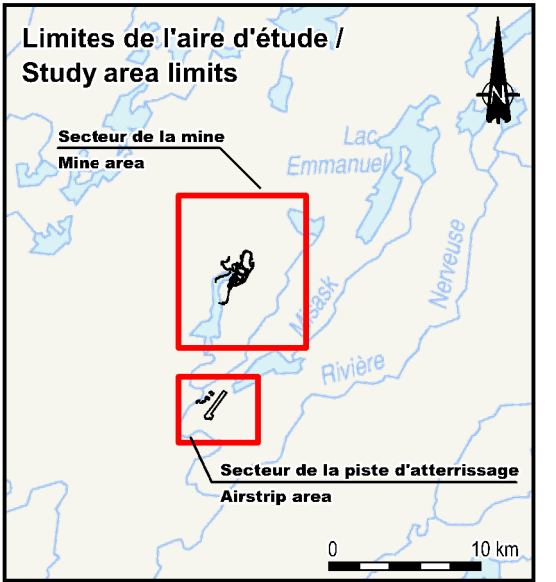 Limites de l'aire d'étude /
Study area limits
N
Secteur de la mine
Mine area
Lac
Emmanuel
Misask
Nerveuse
Rivière
Secteur de la piste d'atterrissage
Airstrip area
0 10 km